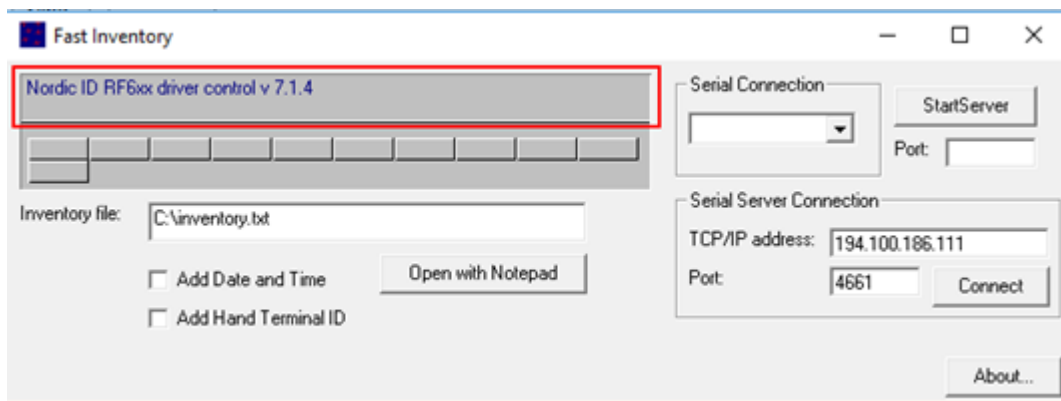 Fast Inventory
Nordic ID RF6xx driver control v 7.1.4
Serial Connection
StartServer
Port:
Inventory file:
C:\inventory.txt
Add Date and Time
Open with Notepad
Add Hand Terminal ID
Serial Server Connection
TCP/IP address:
194.100.186.111
Port:
4661
Connect
About...